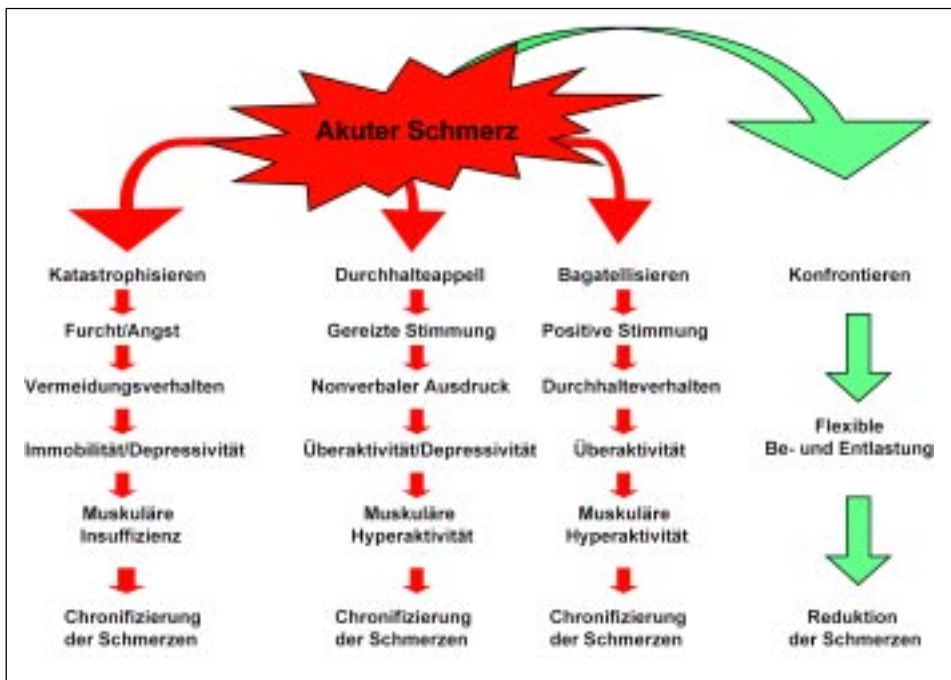 Akuter Schmerz
Katastrophisieren
Furcht/Angst
Vermeidungsverhalten
Immobilität/Depressivität
Muskuläre
Insuffizienz
Chronifizierung
der Schmerzen
Durchhalteappell
Gereizte Stimmung
Nonverbaler Ausdruck
Überaktivität/Depressivität
Muskuläre
Hyperaktivität
Chronifizierung
der Schmerzen
Bagatellisieren
Positive Stimmung
Durchhalteverhalten
Überaktivität
Muskuläre
Hyperaktivität
Chronifizierung
der Schmerzen
Konfrontieren
Flexible
Be- und Entlastung
Reduktion
der Schmerzen